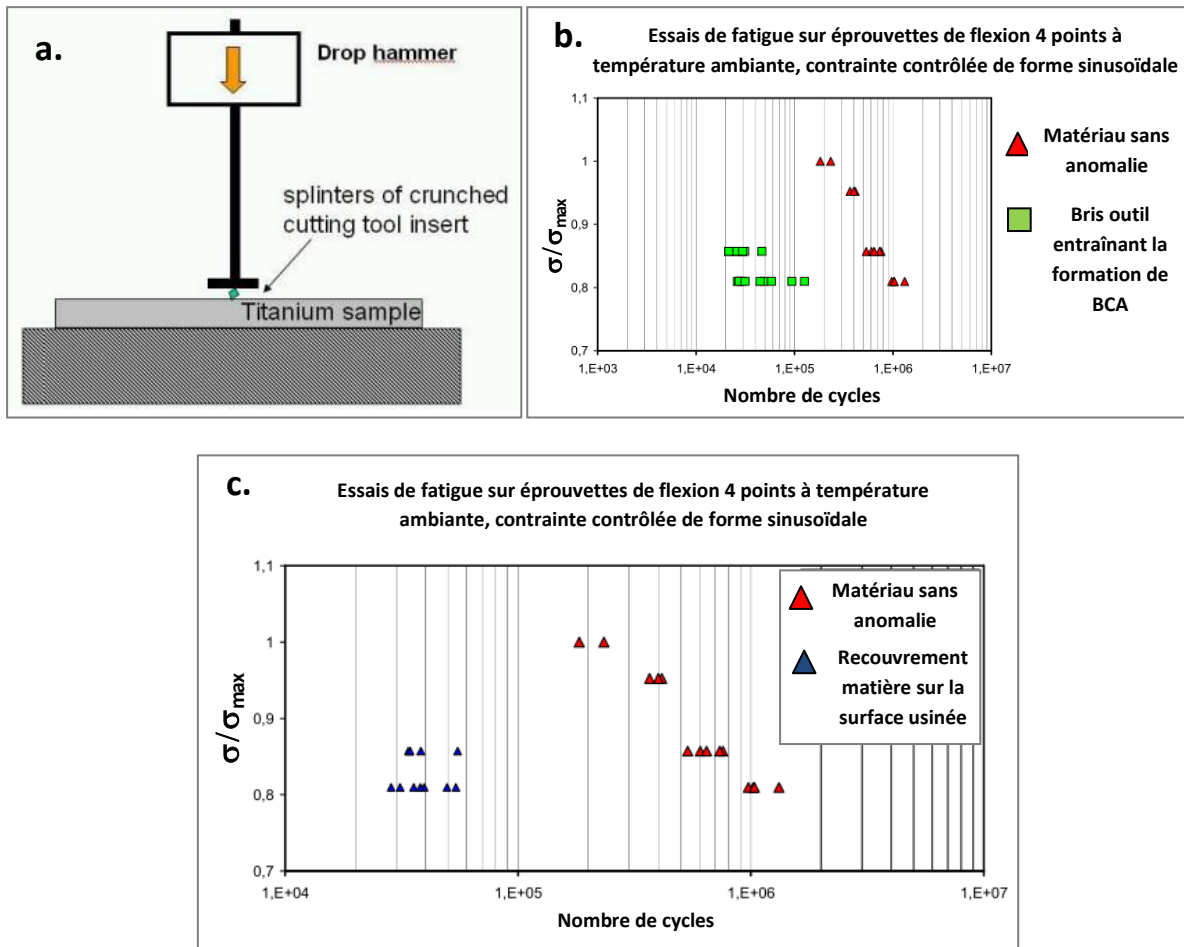 a.
Drop hammer
splinters of crunched
cutting tool insert
Titanium sample
b.
Essais de fatigue sur éprouvettes de flexion 4 points à
température ambiante, contrainte contrôlée de forme sinusoïdale
1,1
1
0,9
0,8
0,7
σ/σmax
1,E+03
1,E+04
1,E+05
1,E+06
1,E+07
Nombre de cycles
Matériau sans
anomalie
Bris outil
entraînant la
formation de
BCA
c.
Essais de fatigue sur éprouvettes de flexion 4 points à température
ambiante, contrainte contrôlée de forme sinusoïdale
1,1
1
0,9
0,8
0,7
σ/σmax
1,E+04
1,E+05
1,E+06
1,E+07
Nombre de cycles
Matériau sans
anomalie
Recouvrement
matière sur la
surface usinée